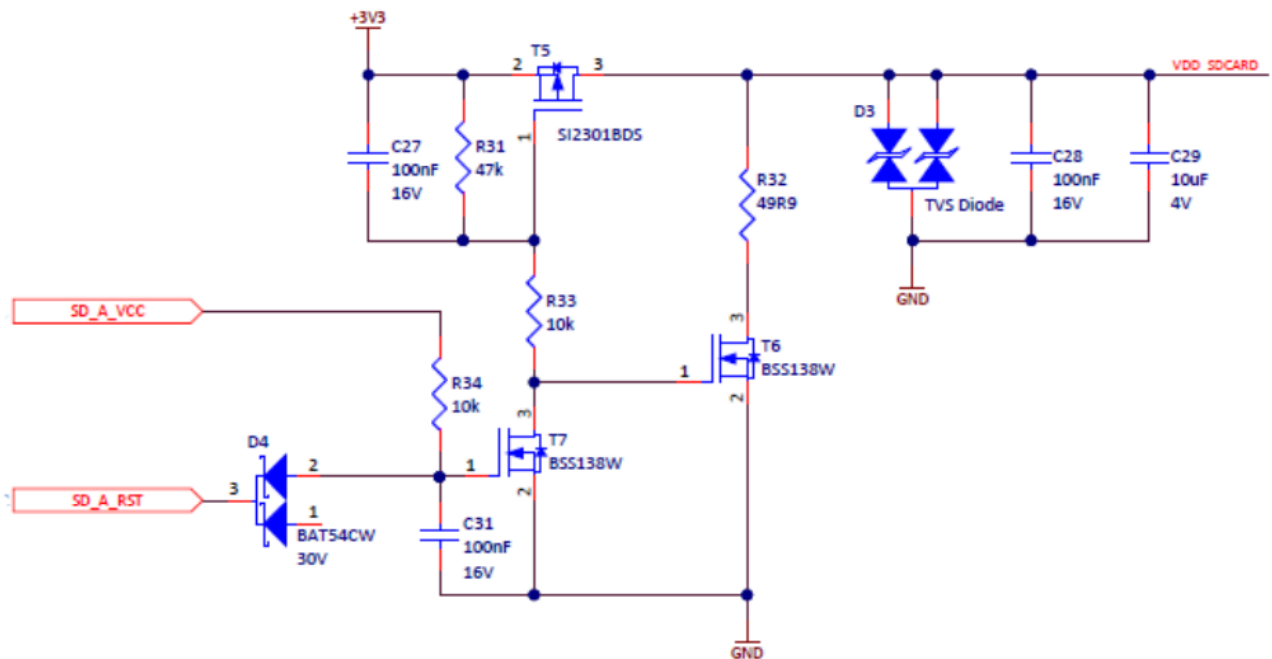 +3V3
T5
2
3
VDD_SDCARD
1
SI2301BDS
C27
100nF
16V
R31
47k
R32
49R9
D3
TVS Diode
C28
100nF
16V
C29
10uF
4V
GND
SD_A_VCC
R33
10k
R34
10k
3
T6
BSS138W
1
2
D4
3
T7
BSS138W
2
1
2
SD_A_RST
3
1
BAT54CW
30V
C31
100nF
16V
GND